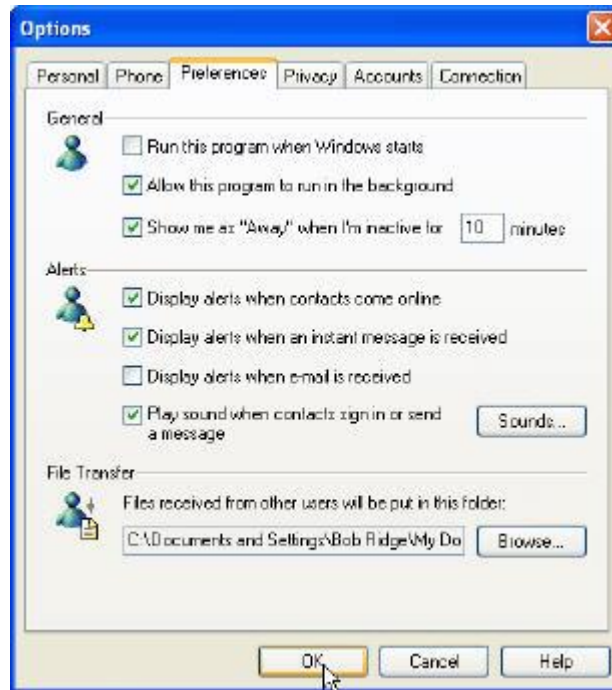 Options
Personal Phone Preferences Privacy Accounts Connection
General
Run this program when Windows starts
Allow this program to run in the background
Show me as "Away" when I'm inactive for 10 minutes
Alerts
Display alerts when contacts come online
Display alerts when an instant message is received
Display alerts when e-mail is received
Play sound when contacts sign in or send
a message
Sounds...
File Transfer
Files received from other users will be put in this folder:
C:\Documents and Settings\Bob Ridge\My Do Browse...
OK Cancel Help